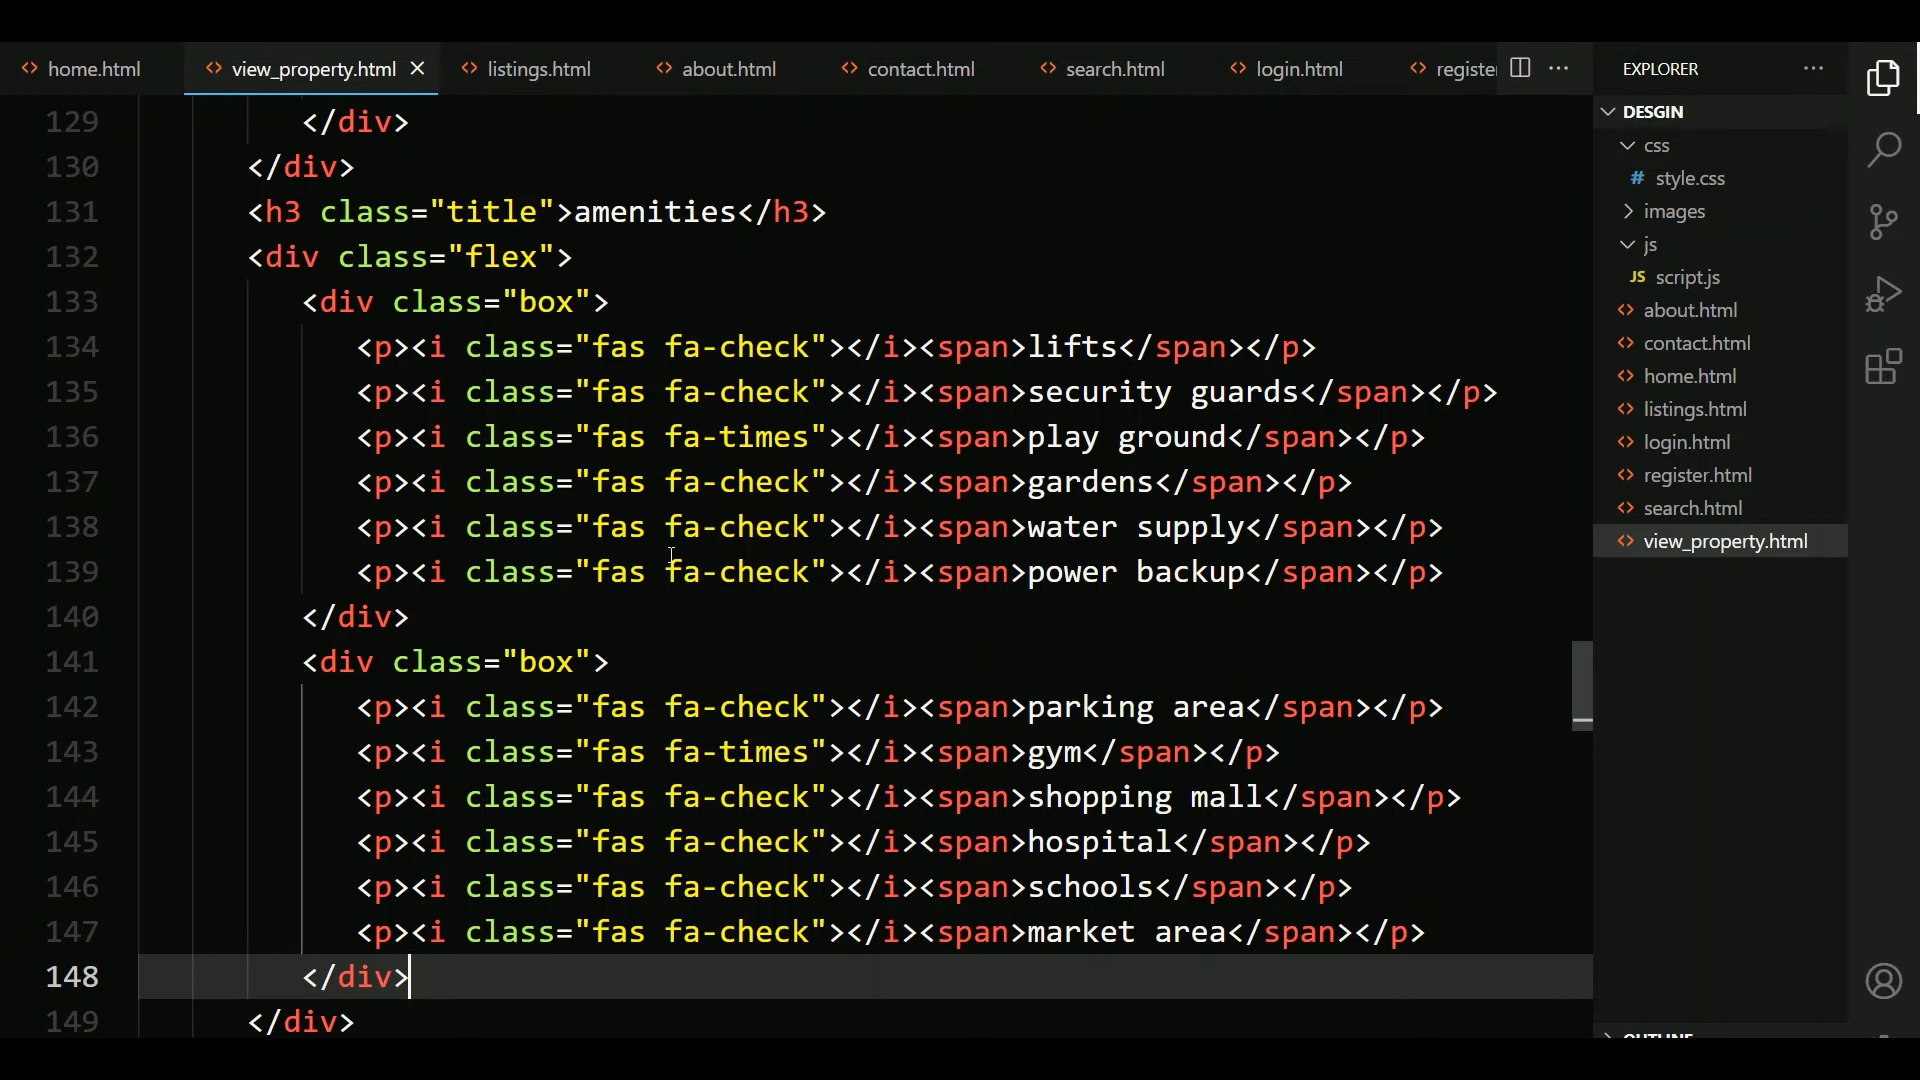 home.html view_property.html listings.html about.html contact.html search.html login.html registe
129 </div>
130 </div>
131 <h3 class="title">amenities</h3>
132 <div class="flex">
133 <div class="box">
134 <p><i class="fas fa-check"></i><span>lifts</span></p>
135 <p><i class="fas fa-check"></i><span>security guards</span></p>
136 <p><i class="fas fa-times"></i><span>play ground</span></p>
137 <p><i class="fas fa-check"></i><span>gardens</span></p>
138 <p><i class="fas fa-check"></i><span>water supply</span></p>
139 <p><i class="fas fa-check"></i><span>power backup</span></p>
140 </div>
141 <div class="box">
142 <p><i class="fas fa-check"></i><span>parking area</span></p>
143 <p><i class="fas fa-times"></i><span>gym</span></p>
144 <p><i class="fas fa-check"></i><span>shopping mall</span></p>
145 <p><i class="fas fa-check"></i><span>hospital</span></p>
146 <p><i class="fas fa-check"></i><span>schools</span></p>
147 <p><i class="fas fa-check"></i><span>market area</span></p>
148 </div>
149 </div>
EXPLORER
DESGIN
css
# style.css
images
js
JS script.js
about.html
contact.html
home.html
listings.html
login.html
register.html
search.html
view_property.html
OUTLINE